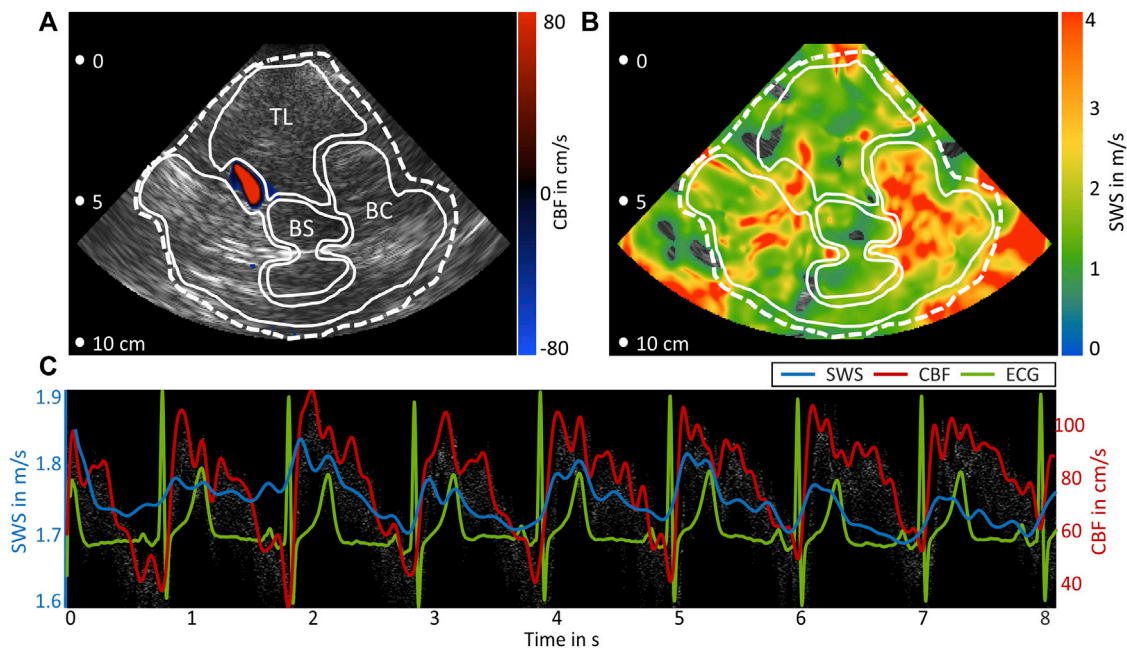 A
0
5
10 cm
TL
BS
BC
80
0
-80
CBF in cm/s
B
0
5
10 cm
4
3
2
1
0
SWS in m/s
C
SWS CBF ECG
1.9
1.8
1.7
1.6
SWS in m/s
100
80
60
40
CBF in cm/s
0 1 2 3 4 5 6 7 8
Time in s